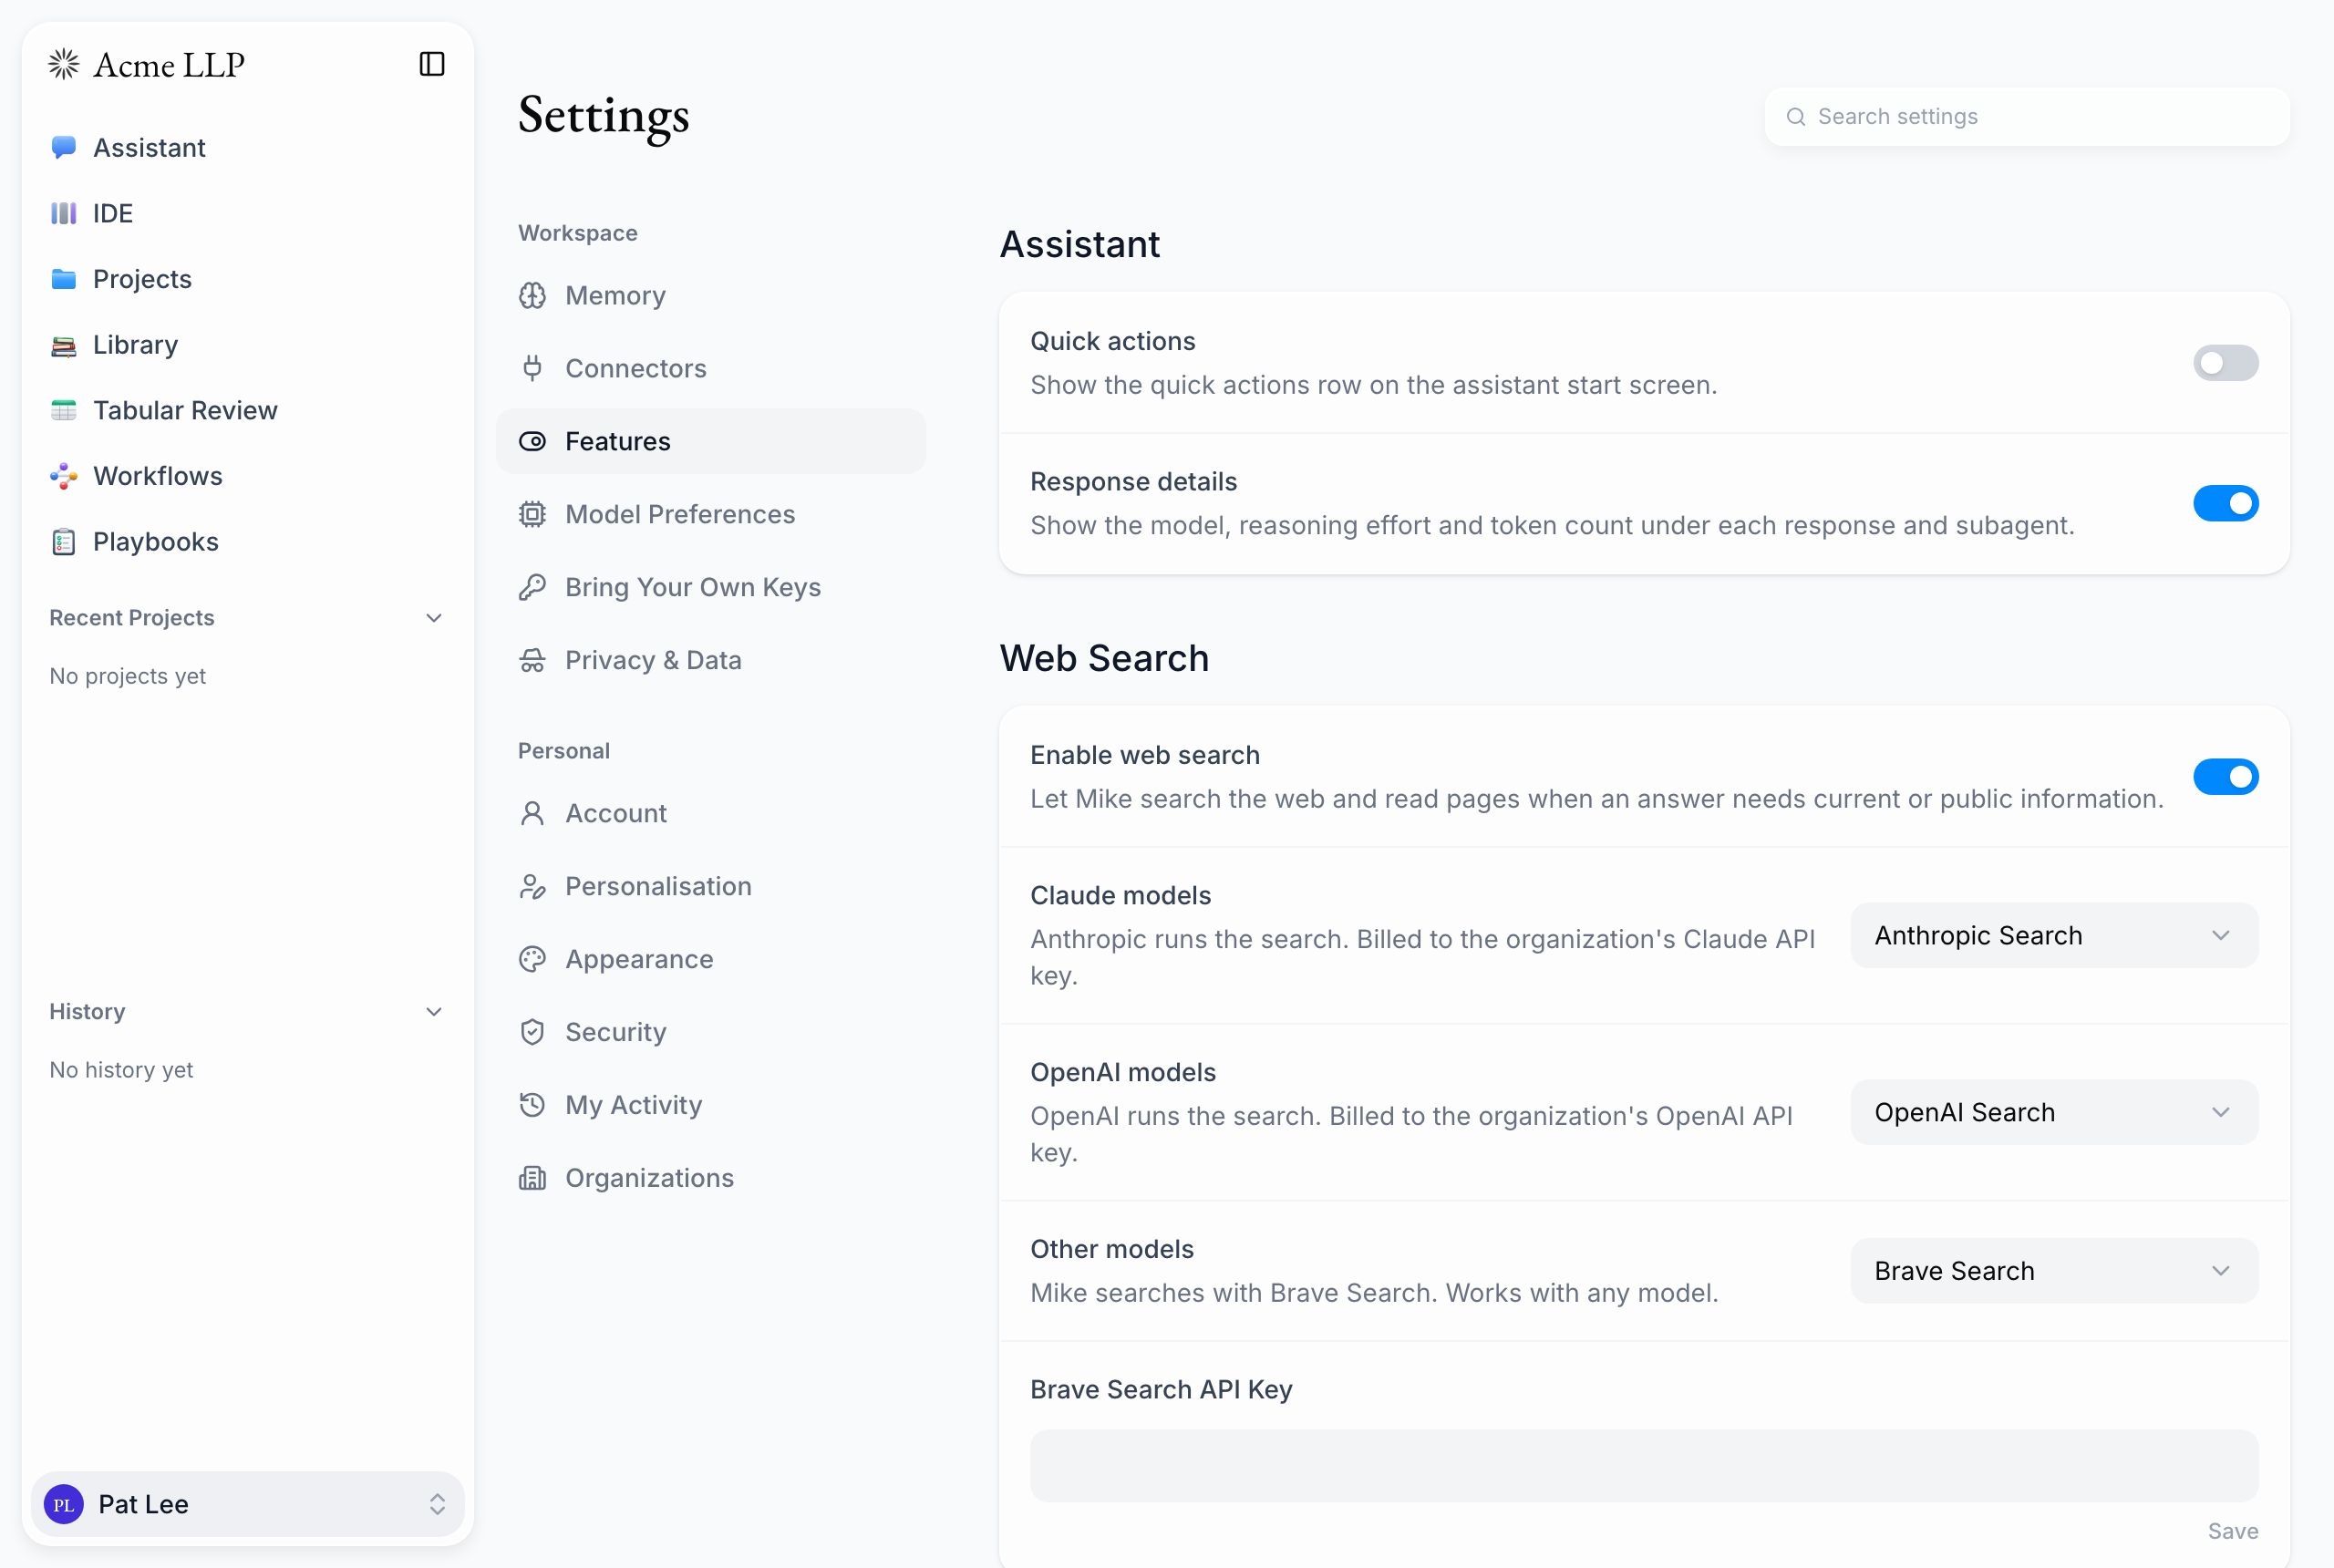 Acme LLP
Assistant
IDE
Projects
Library
Tabular Review
Workflows
Playbooks
Recent Projects
No projects yet
History
No history yet
PL
Pat Lee
Settings
Search settings
Workspace
Memory
Connectors
Features
Model Preferences
Bring Your Own Keys
Privacy & Data
Personal
Account
Personalisation
Appearance
Security
My Activity
Organizations
Assistant
Quick actions
Show the quick actions row on the assistant start screen.
Response details
Show the model, reasoning effort and token count under each response and subagent.
Web Search
Enable web search
Let Mike search the web and read pages when an answer needs current or public information.
Claude models
Anthropic runs the search. Billed to the organization's Claude API
key.
Anthropic Search
OpenAI models
OpenAI runs the search. Billed to the organization's OpenAI API
key.
OpenAI Search
Other models
Mike searches with Brave Search. Works with any model.
Brave Search
Brave Search API Key
Save